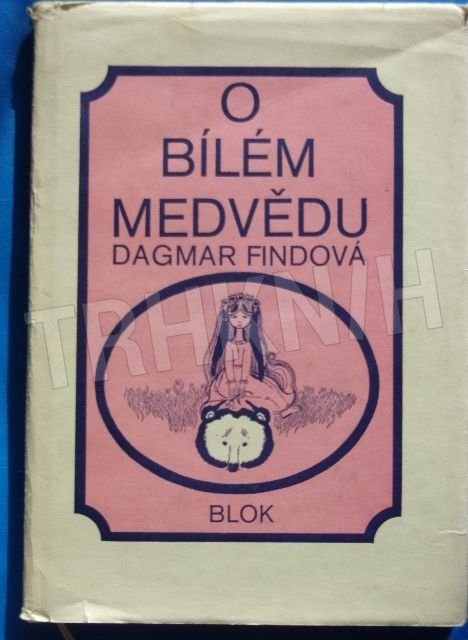 O
BÍLÉM
MEDVĚDU
DAGMAR FINDOVÁ
TRHKNIH
BLOK